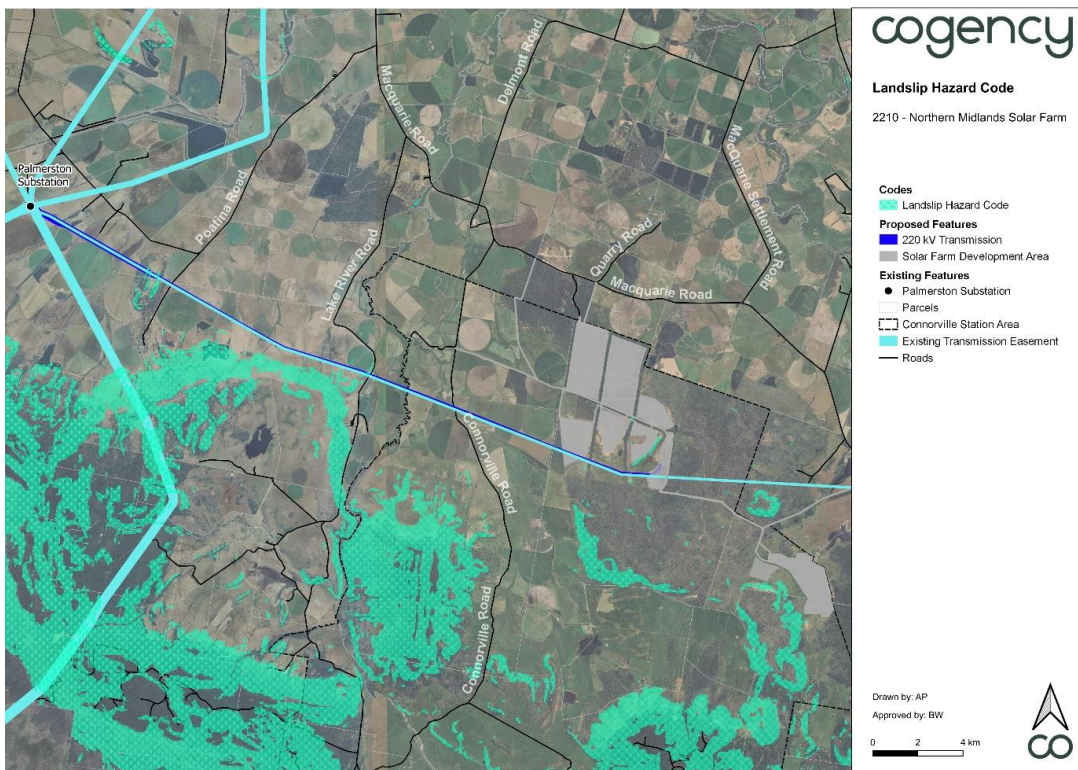 cogency
Landslip Hazard Code
2210 - Northern Midlands Solar Farm
Codes
Landslip Hazard Code
Proposed Features
220 kV Transmission
Solar Farm Development Area
Existing Features
Palmerston Substation
Parcels
Connorville Station Area
Existing Transmission Easement
Roads
Palmerston
Substation
Poatina Road
Macquarie Road
Delmont Road
MacQuarie Settlement Road
Lake River Road
Quarry Road
Macquarie Road
Connorville Road
Connorville Road
Drawn by: AP
Approved by: BW
0 2 4 km
CO